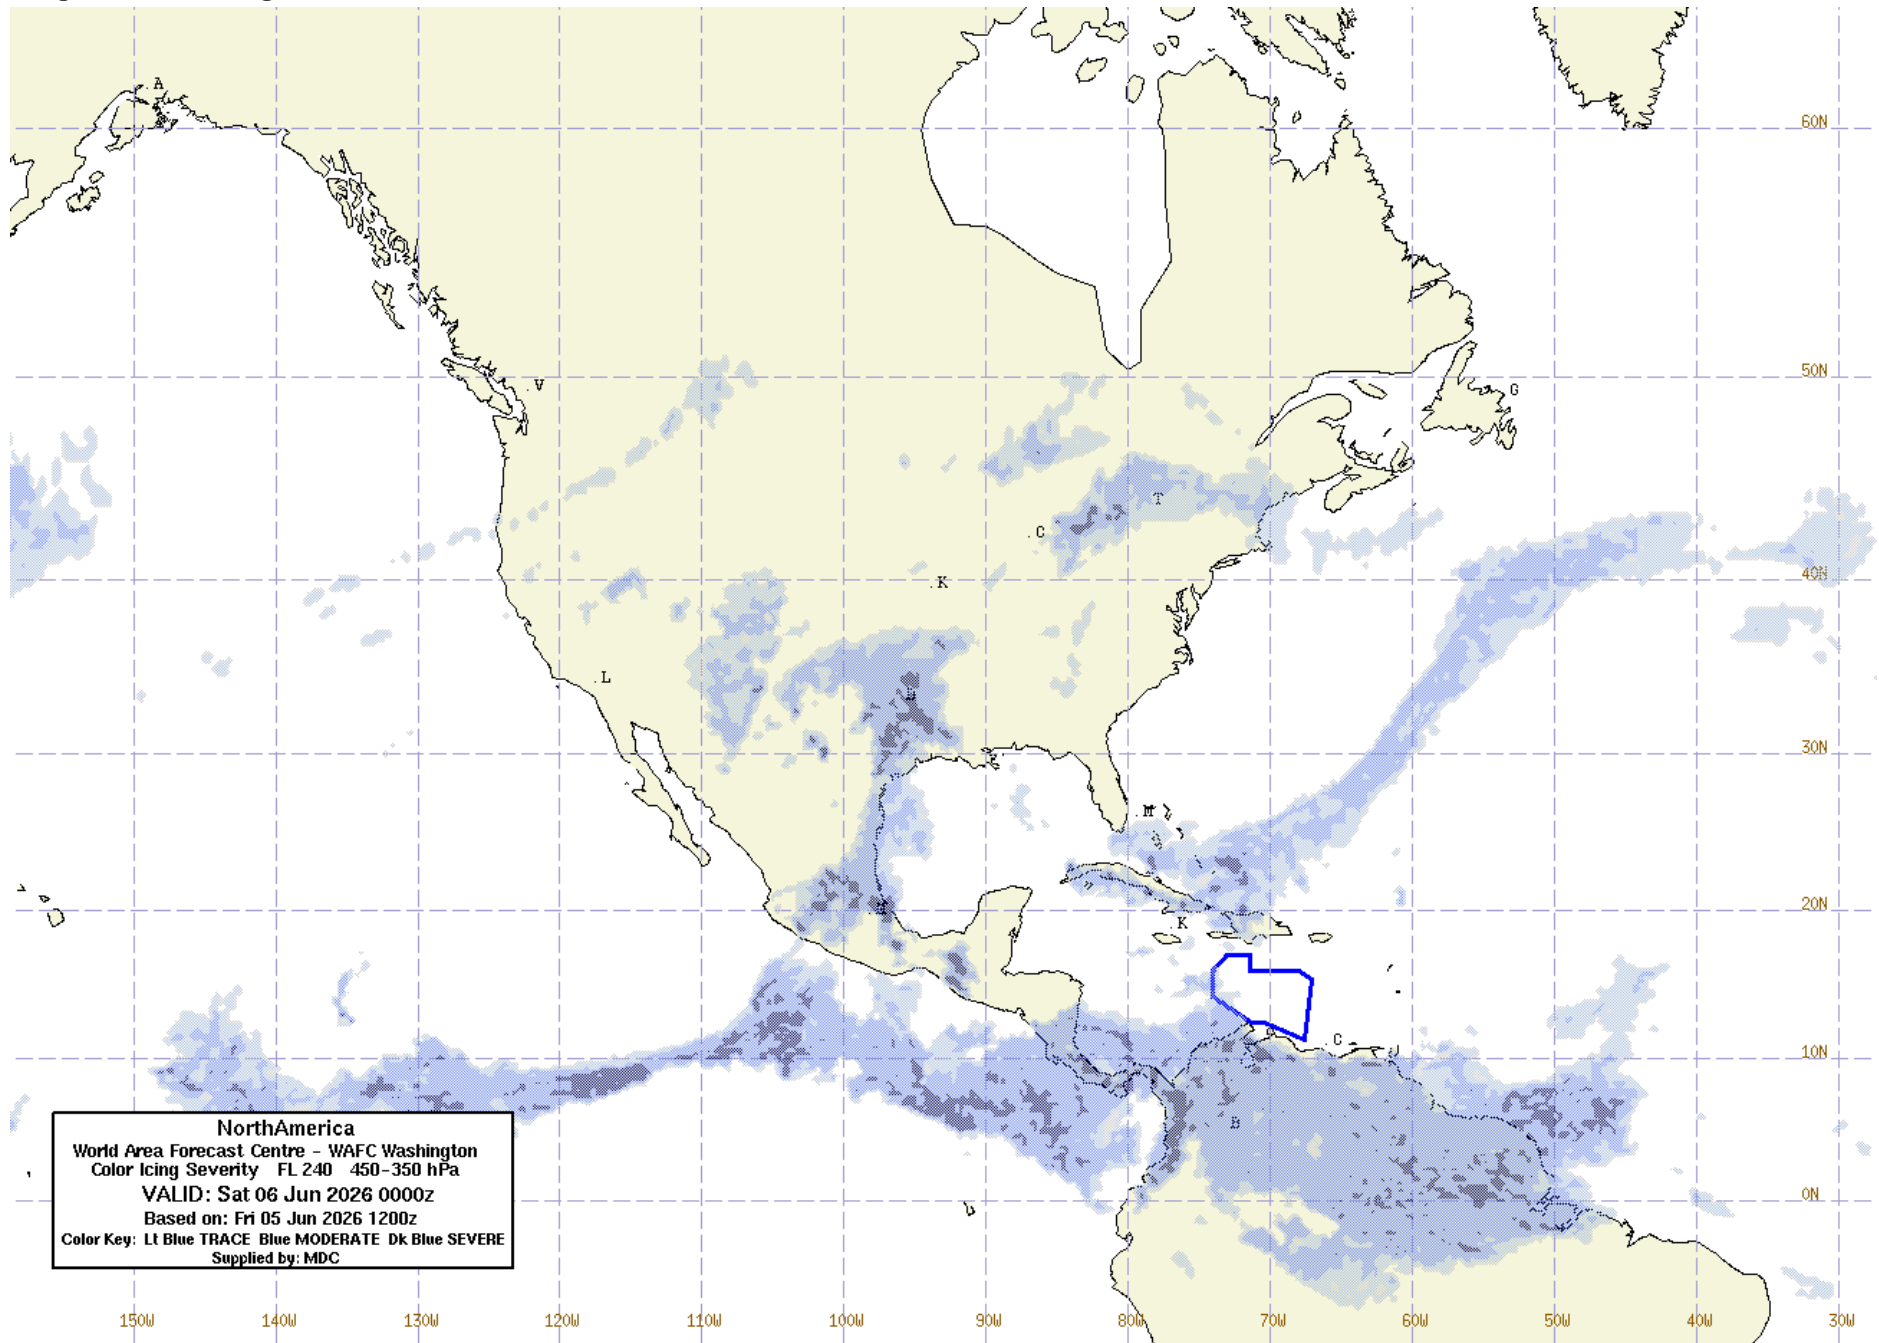 .A
60N
50N
.V
G
T
.C
.K
40N
.L
30N
.M
20N
.K
.C
10N
B
0N
NorthAmerica
World Area Forecast Centre - WAFC Washington
Color Icing Severity FL 240 450-350 hPa
VALID: Sat 06 Jun 2026 0000z
Based on: Fri 05 Jun 2026 1200z
Color Key: Lt Blue TRACE Blue MODERATE Dk Blue SEVERE
Supplied by: MDC
150W 140W 130W 120W 110W 100W 90W 80W 70W 60W 50W 40W 30W